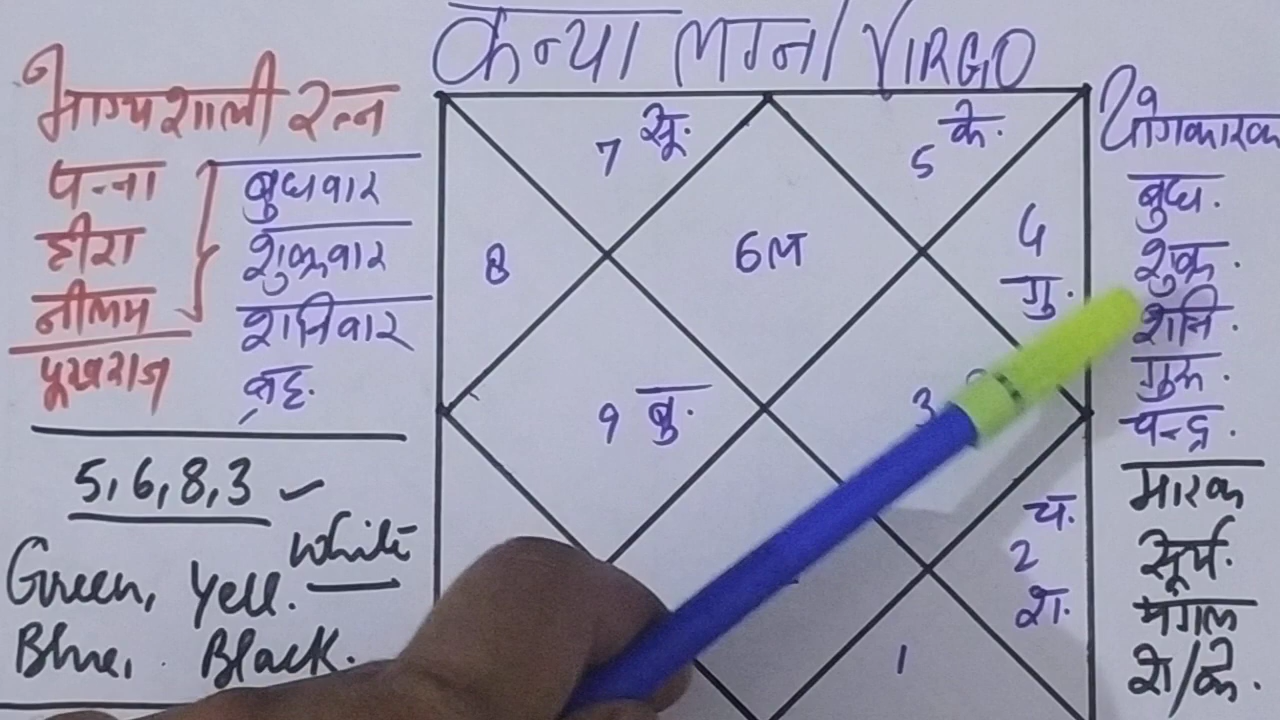 कन्या लग्न/ VIRGO
भाग्यशाली रत्न
पन्ना
हीरा
नीलम
पूखराज
बुधवार
शुक्रवार
शनिवार
बृह.
5, 6, 8, 3
Green, Yell. White
Blue, . Black.
7 सू.
5 के.
8
6ल
4
गु.
9 बु.
3
चं.
2
श.
1
योगकारक
बुध.
शुक्र.
शनि.
गुरू.
चन्द्र.
मारक
सूर्य.
मंगल